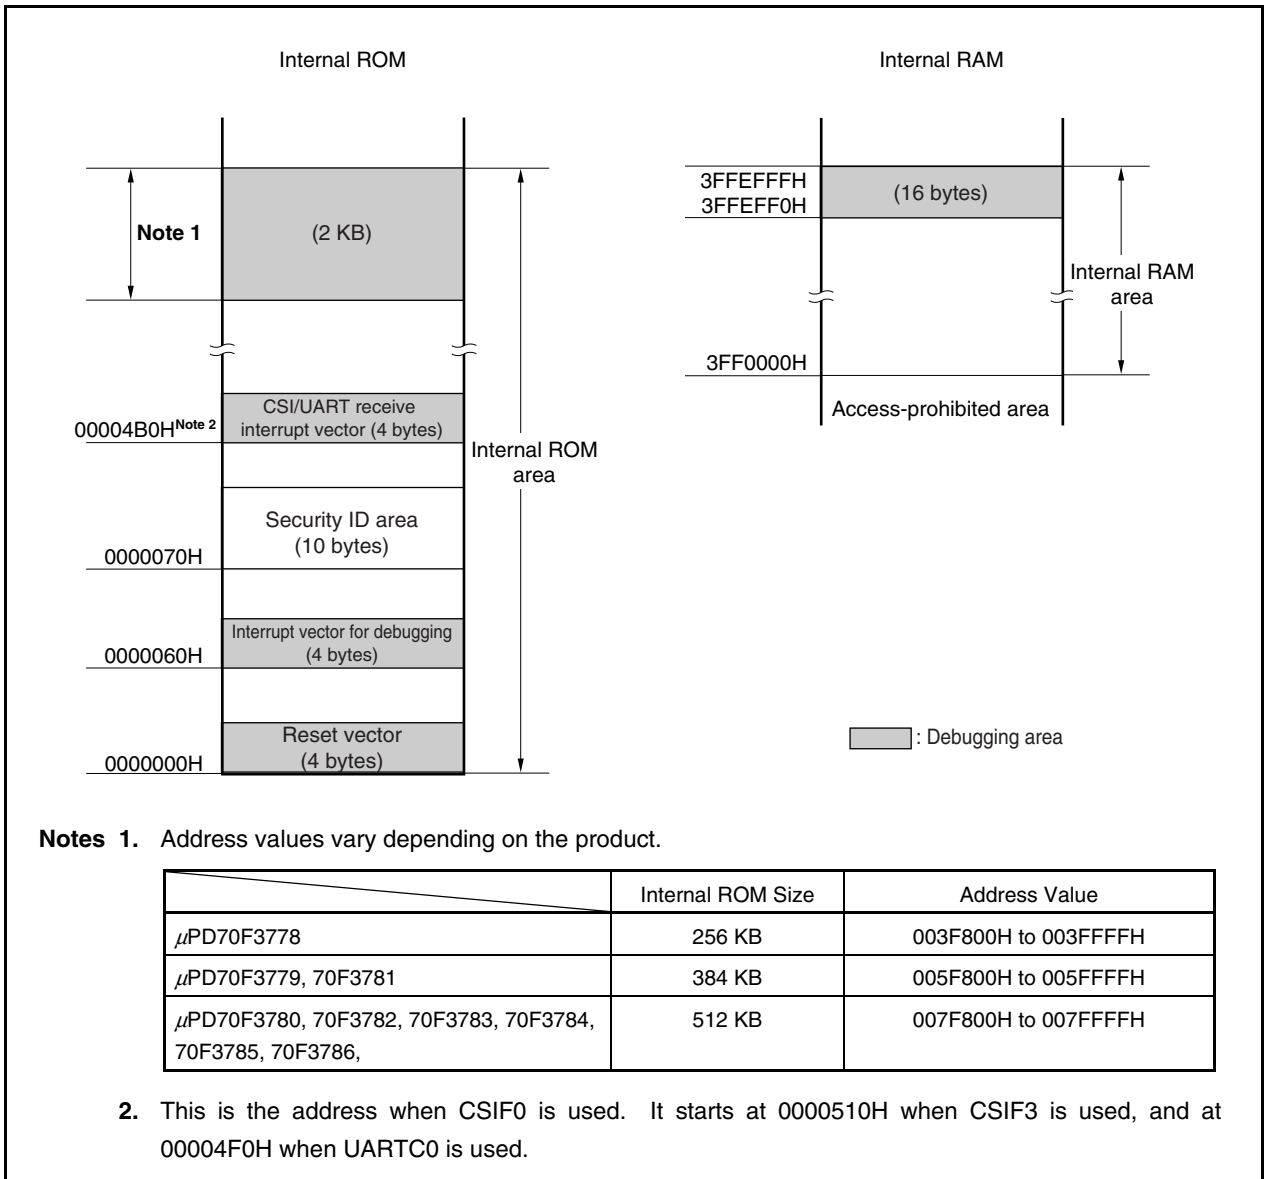 Internal ROM
Note 1
(2 KB)
CSI/UART receive
interrupt vector (4 bytes)
00004B0H Note 2
Internal ROM
area
Security ID area
(10 bytes)
0000070H
Interrupt vector for debugging
(4 bytes)
0000060H
Reset vector
(4 bytes)
0000000H
Internal RAM
3FFEFFFH
3FFEFF0H
(16 bytes)
Internal RAM
area
3FF0000H
Access-prohibited area
: Debugging area
Notes 1. Address values vary depending on the product.
Internal ROM Size Address Value
μPD70F3778 256 KB 003F800H to 003FFFFH
μPD70F3779, 70F3781 384 KB 005F800H to 005FFFFH
μPD70F3780, 70F3782, 70F3783, 70F3784, 512 KB 007F800H to 007FFFFH
70F3785, 70F3786,
2. This is the address when CSIF0 is used. It starts at 0000510H when CSIF3 is used, and at
00004F0H when UARTC0 is used.